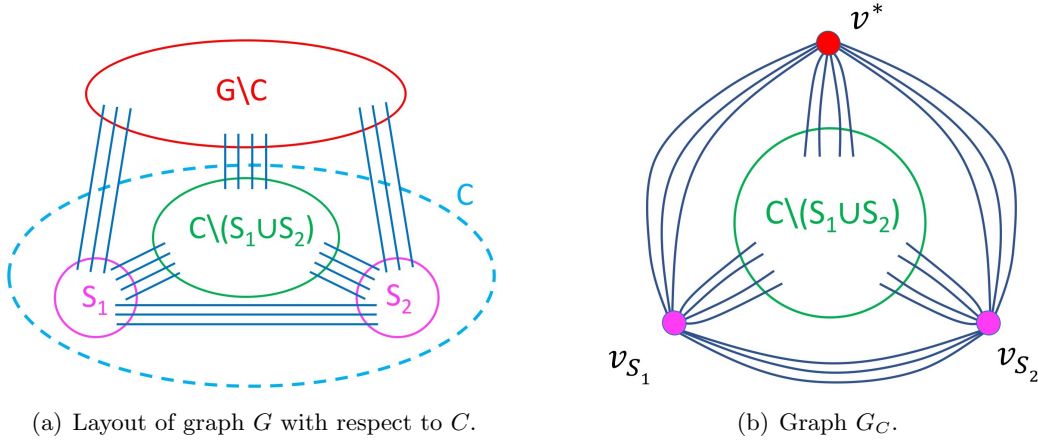 G\C
C
C\(S₁∪S₂)
S₁
S₂
(a) Layout of graph G with respect to C.
v*
C\(S₁∪S₂)
v_{S₁}
v_{S₂}
(b) Graph G_C.